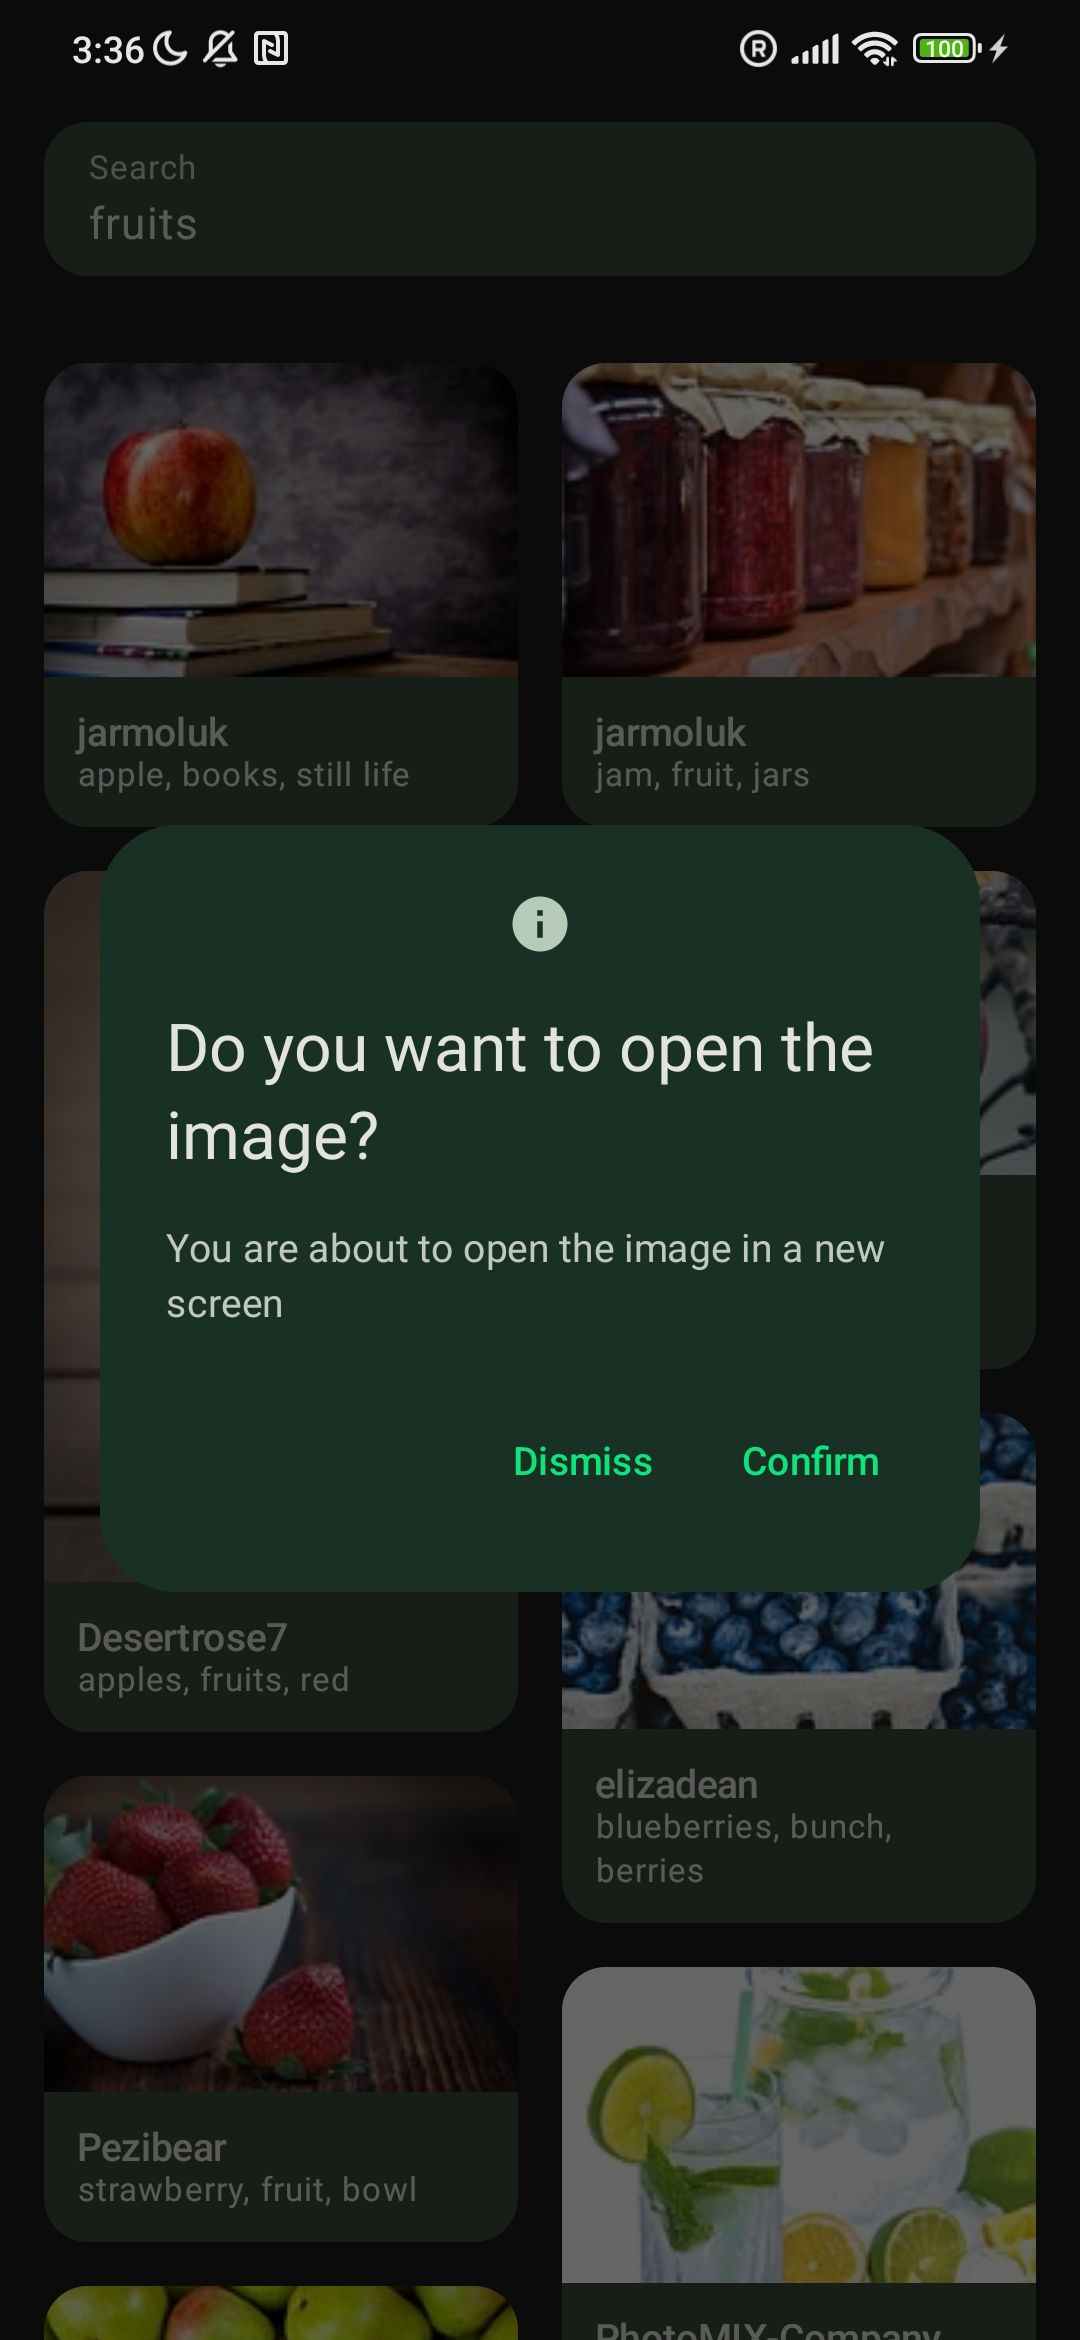 3:36
100
Search
fruits
jarmoluk
apple, books, still life
jarmoluk
jam, fruit, jars
Do you want to open the
image?
You are about to open the image in a new
screen
Dismiss
Confirm
Desertrose7
apples, fruits, red
elizadean
blueberries, bunch,
berries
Pezibear
strawberry, fruit, bowl
PhotoMIX-Company